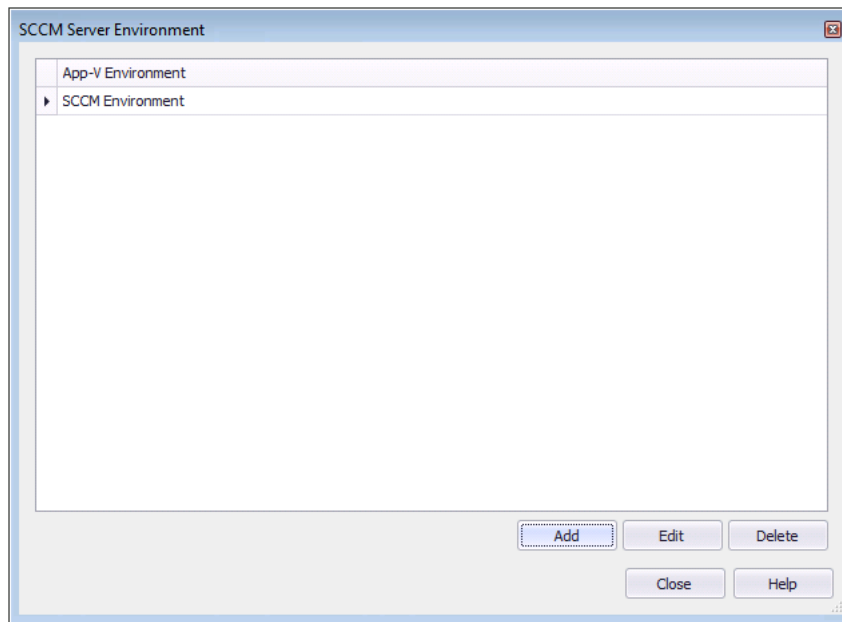 SCCM Server Environment
App-V Environment
SCCM Environment
Add Edit Delete
Close Help